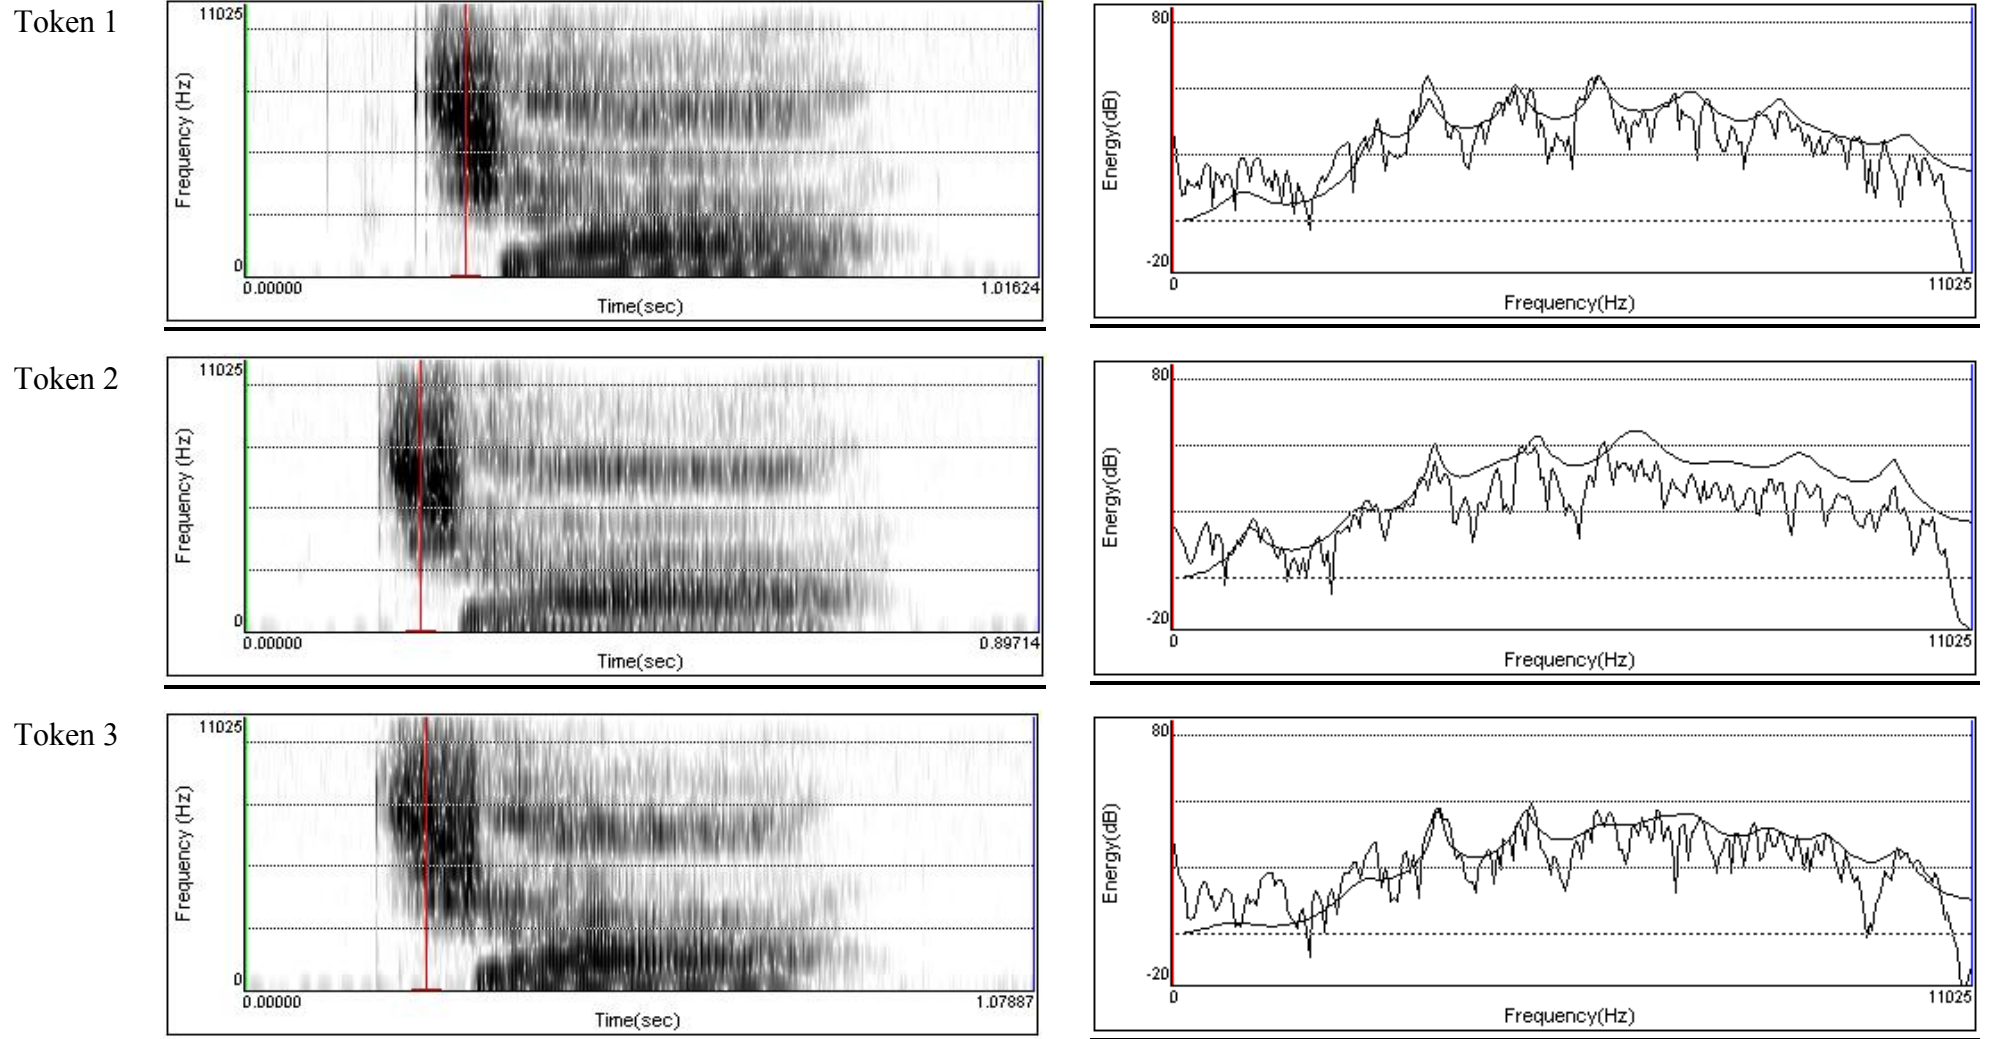 Token 1
11025
Frequency (Hz)
0
0.00000
1.01624
Time(sec)
80
Energy(dB)
-20
0
11025
Frequency(Hz)
Token 2
11025
Frequency (Hz)
0
0.00000
0.89714
Time(sec)
80
Energy(dB)
-20
0
11025
Frequency(Hz)
Token 3
11025
Frequency (Hz)
0
0.00000
1.07887
Time(sec)
80
Energy(dB)
-20
0
11025
Frequency(Hz)